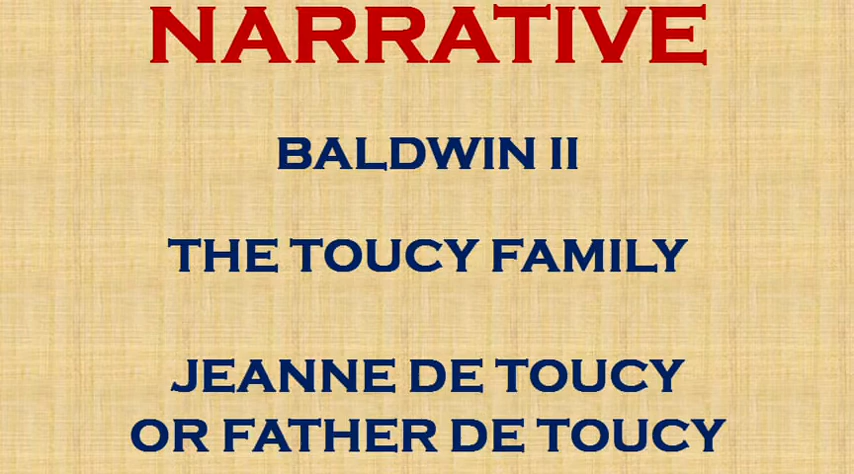 NARRATIVE
BALDWIN II
THE TOUCY FAMILY
JEANNE DE TOUCY
OR FATHER DE TOUCY